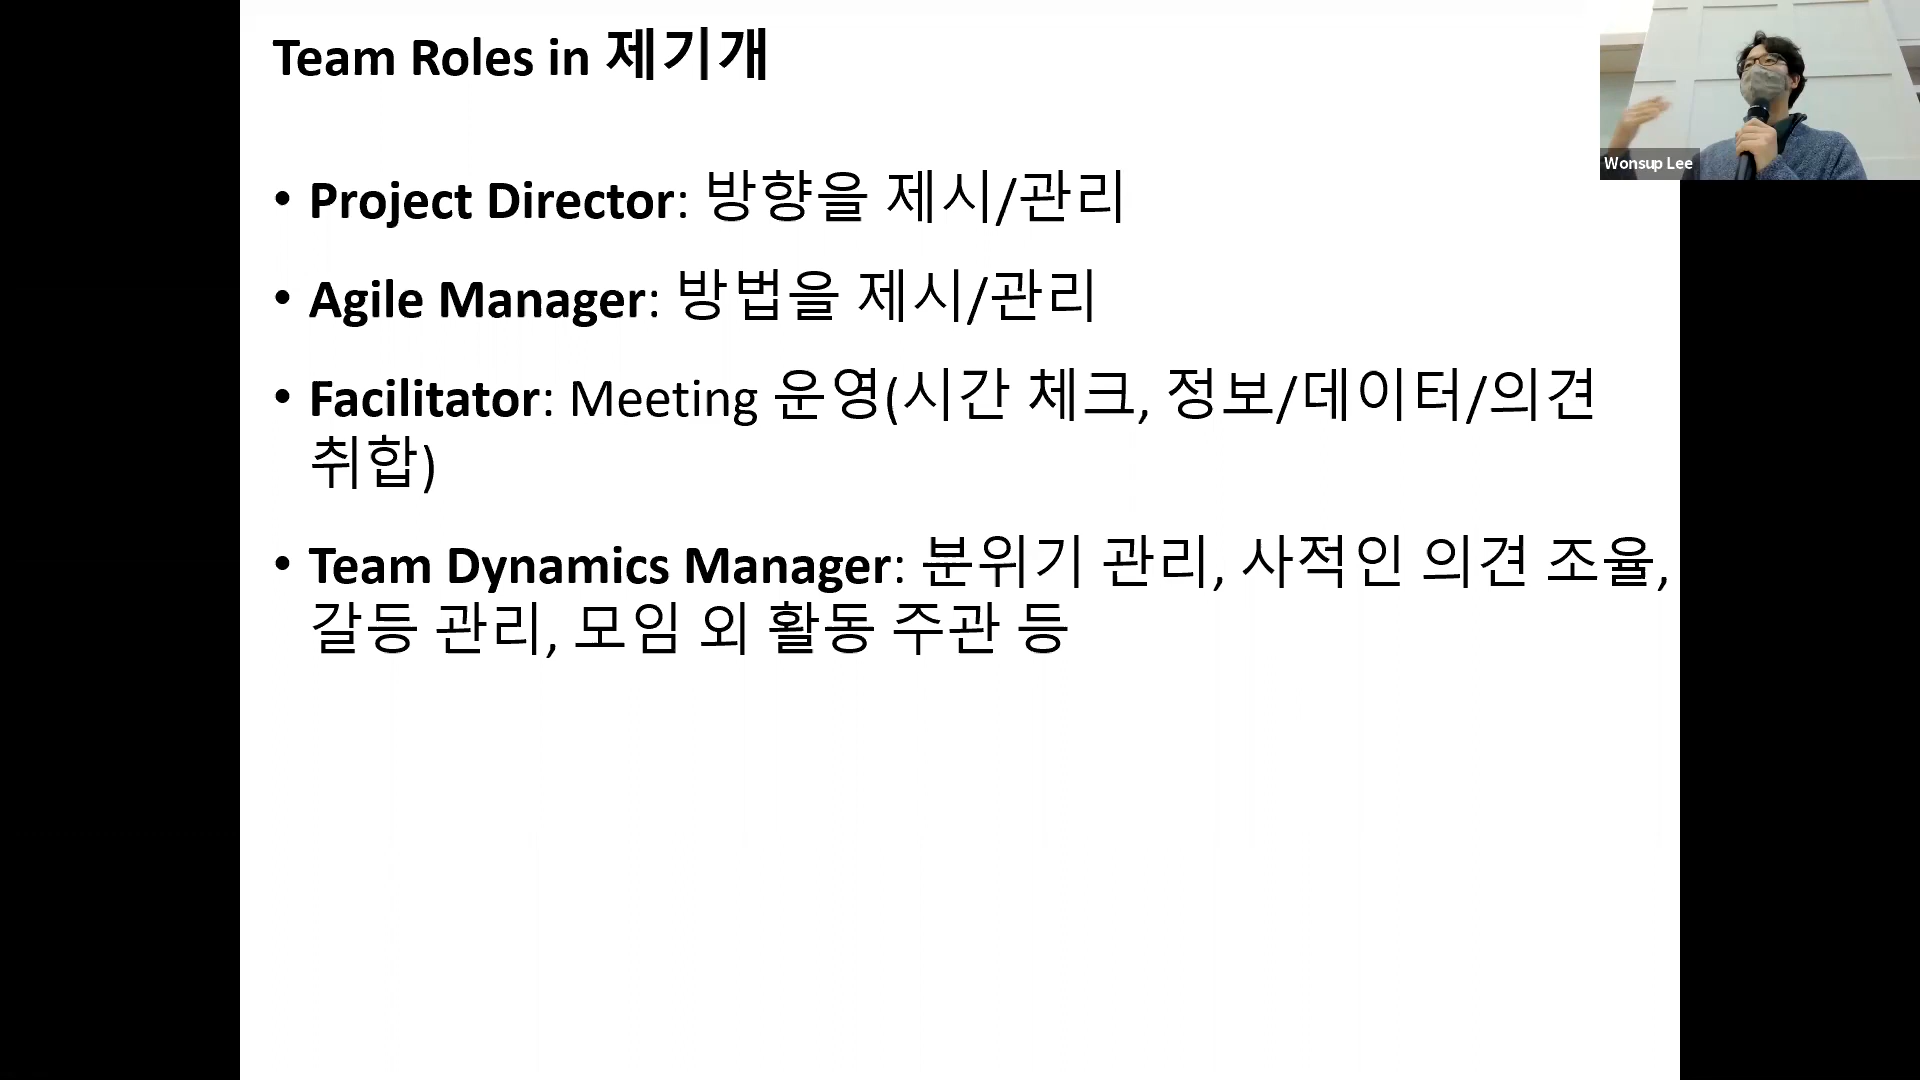 Team Roles in 제기개
• Project Director: 방향을 제시/관리
• Agile Manager: 방법을 제시/관리
• Facilitator: Meeting 운영(시간 체크, 정보/데이터/의견
취합)
• Team Dynamics Manager: 분위기 관리, 사적인 의견 조율,
갈등 관리, 모임 외 활동 주관 등
Wonsup Lee